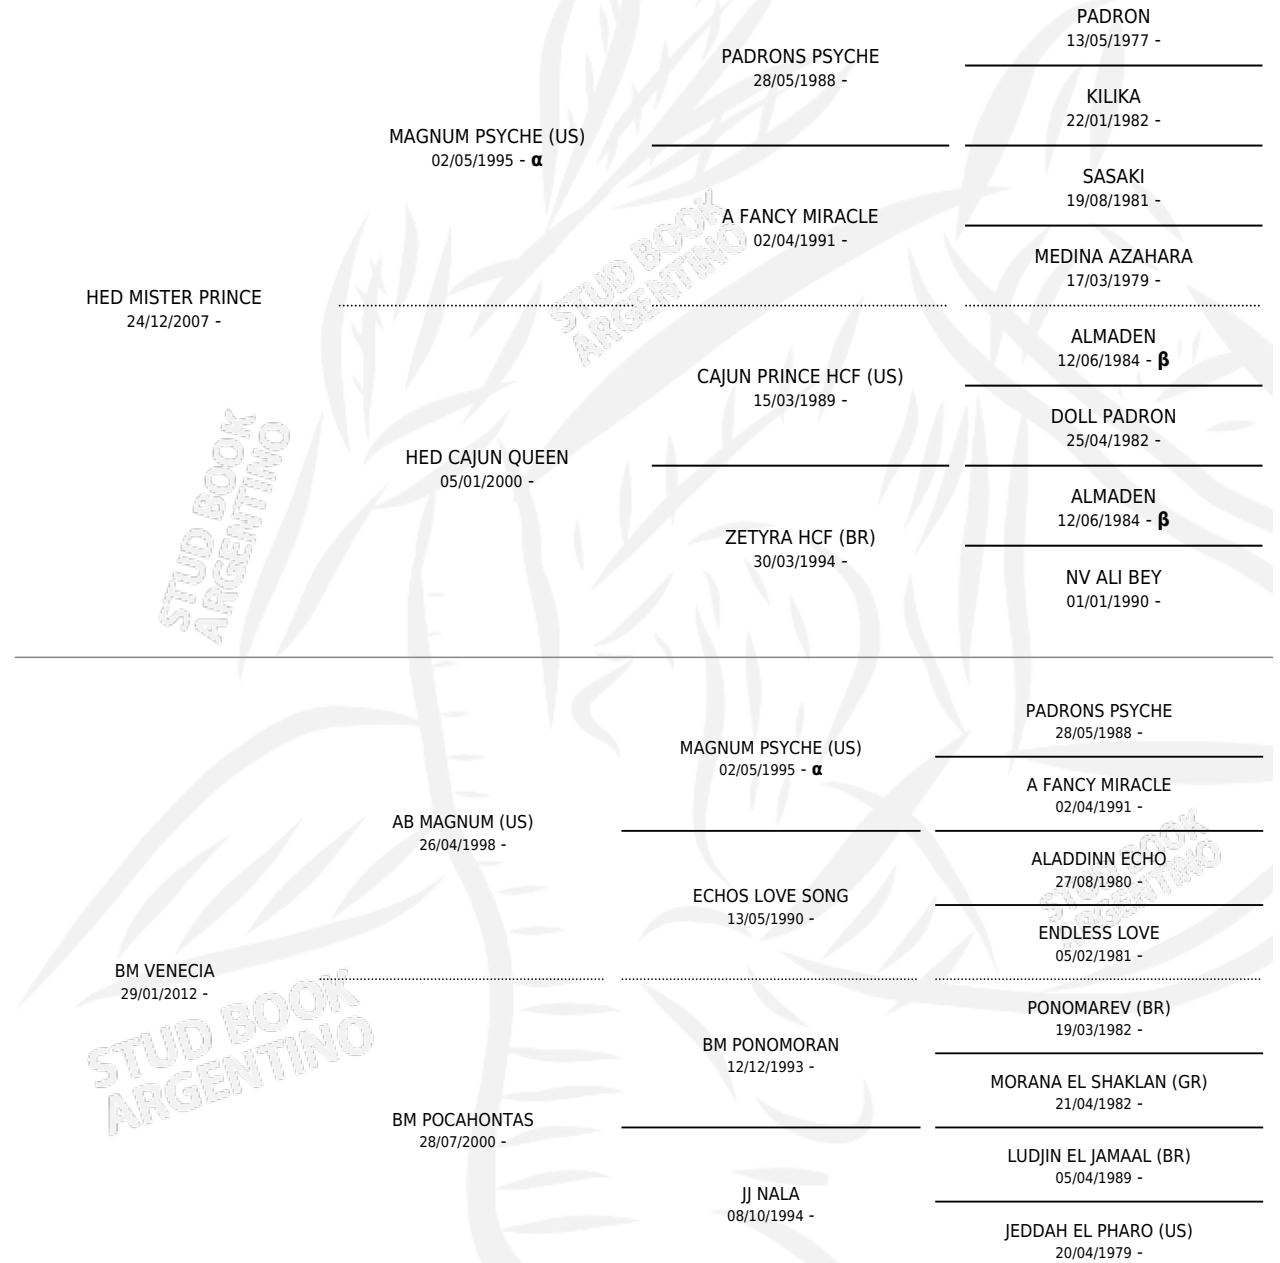 PADRON
13/05/1977 -
PADRONS PSYCHE
28/05/1988 -
KILIKA
22/01/1982 -
MAGNUM PSYCHE (US)
02/05/1995 - α
SASAKI
19/08/1981 -
A FANCY MIRACLE
02/04/1991 -
MEDINA AZAHARA
17/03/1979 -
HED MISTER PRINCE
24/12/2007 -
ALMADEN
12/06/1984 - β
CAJUN PRINCE HCF (US)
15/03/1989 -
DOLL PADRON
25/04/1982 -
HED CAJUN QUEEN
05/01/2000 -
ALMADEN
12/06/1984 - β
ZETYRA HCF (BR)
30/03/1994 -
NV ALI BEY
01/01/1990 -
PADRONS PSYCHE
28/05/1988 -
MAGNUM PSYCHE (US)
02/05/1995 - α
A FANCY MIRACLE
02/04/1991 -
AB MAGNUM (US)
26/04/1998 -
ALADDINN ECHO
27/08/1980 -
ECHOS LOVE SONG
13/05/1990 -
ENDLESS LOVE
05/02/1981 -
BM VENECIA
29/01/2012 -
PONOMAREV (BR)
19/03/1982 -
BM PONOMORAN
12/12/1993 -
MORANA EL SHAKLAN (GR)
21/04/1982 -
BM POCAHONTAS
28/07/2000 -
LUDJIN EL JAMAAL (BR)
05/04/1989 -
JJ NALA
08/10/1994 -
JEDDAH EL PHARO (US)
20/04/1979 -
STUD BOOK
ARGENTINO
STUD BOOK
ARGENTINO
STUD BOOK
ARGENTINO
STUD BOOK
ARGENTINO